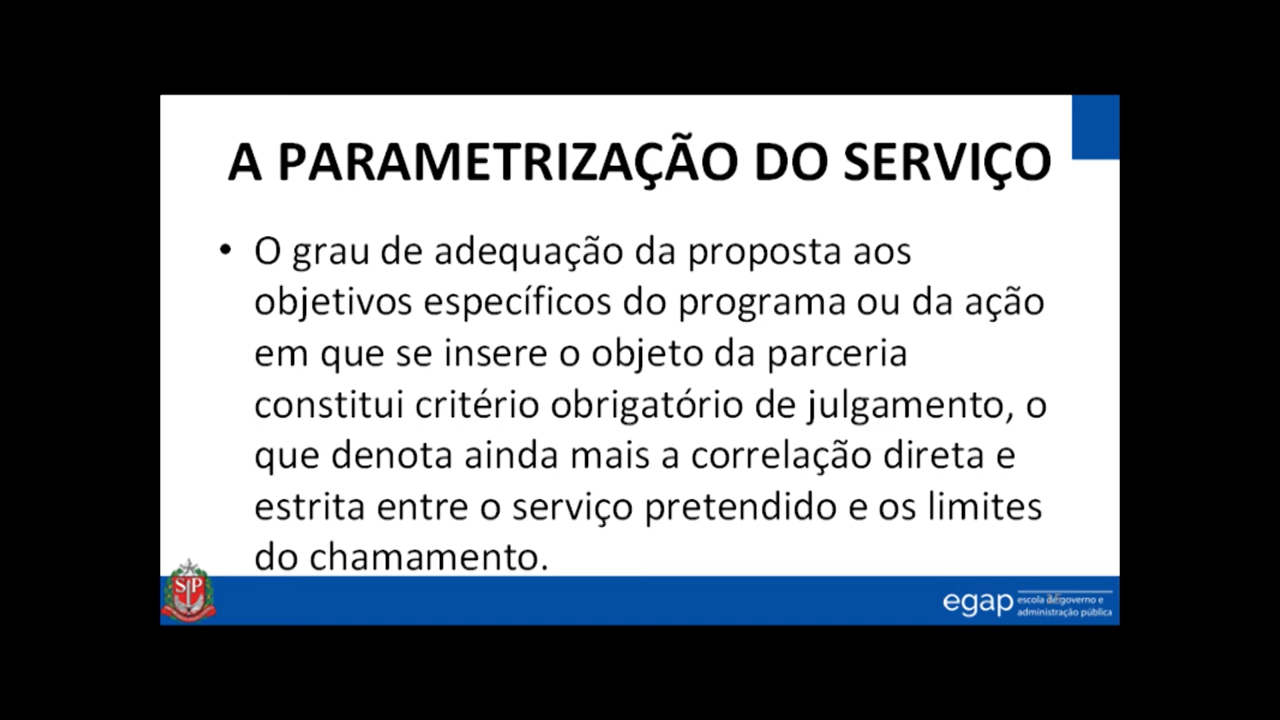 A PARAMETRIZAÇÃO DO SERVIÇO
• O grau de adequação da proposta aos
objetivos específicos do programa ou da ação
em que se insere o objeto da parceria
constitui critério obrigatório de julgamento, o
que denota ainda mais a correlação direta e
estrita entre o serviço pretendido e os limites
do chamamento.
SP
egap
escola de governo e
administração pública